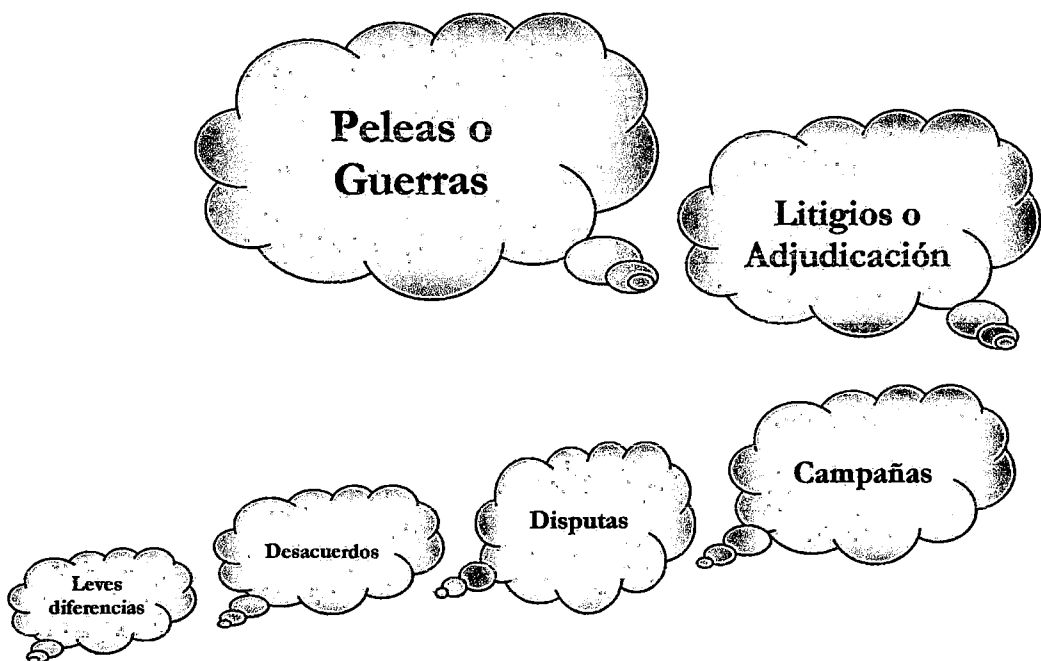 Peleas o
Guerras
Litigios o
Adjudicación
Campañas
Disputas
Desacuerdos
Leves
diferencias